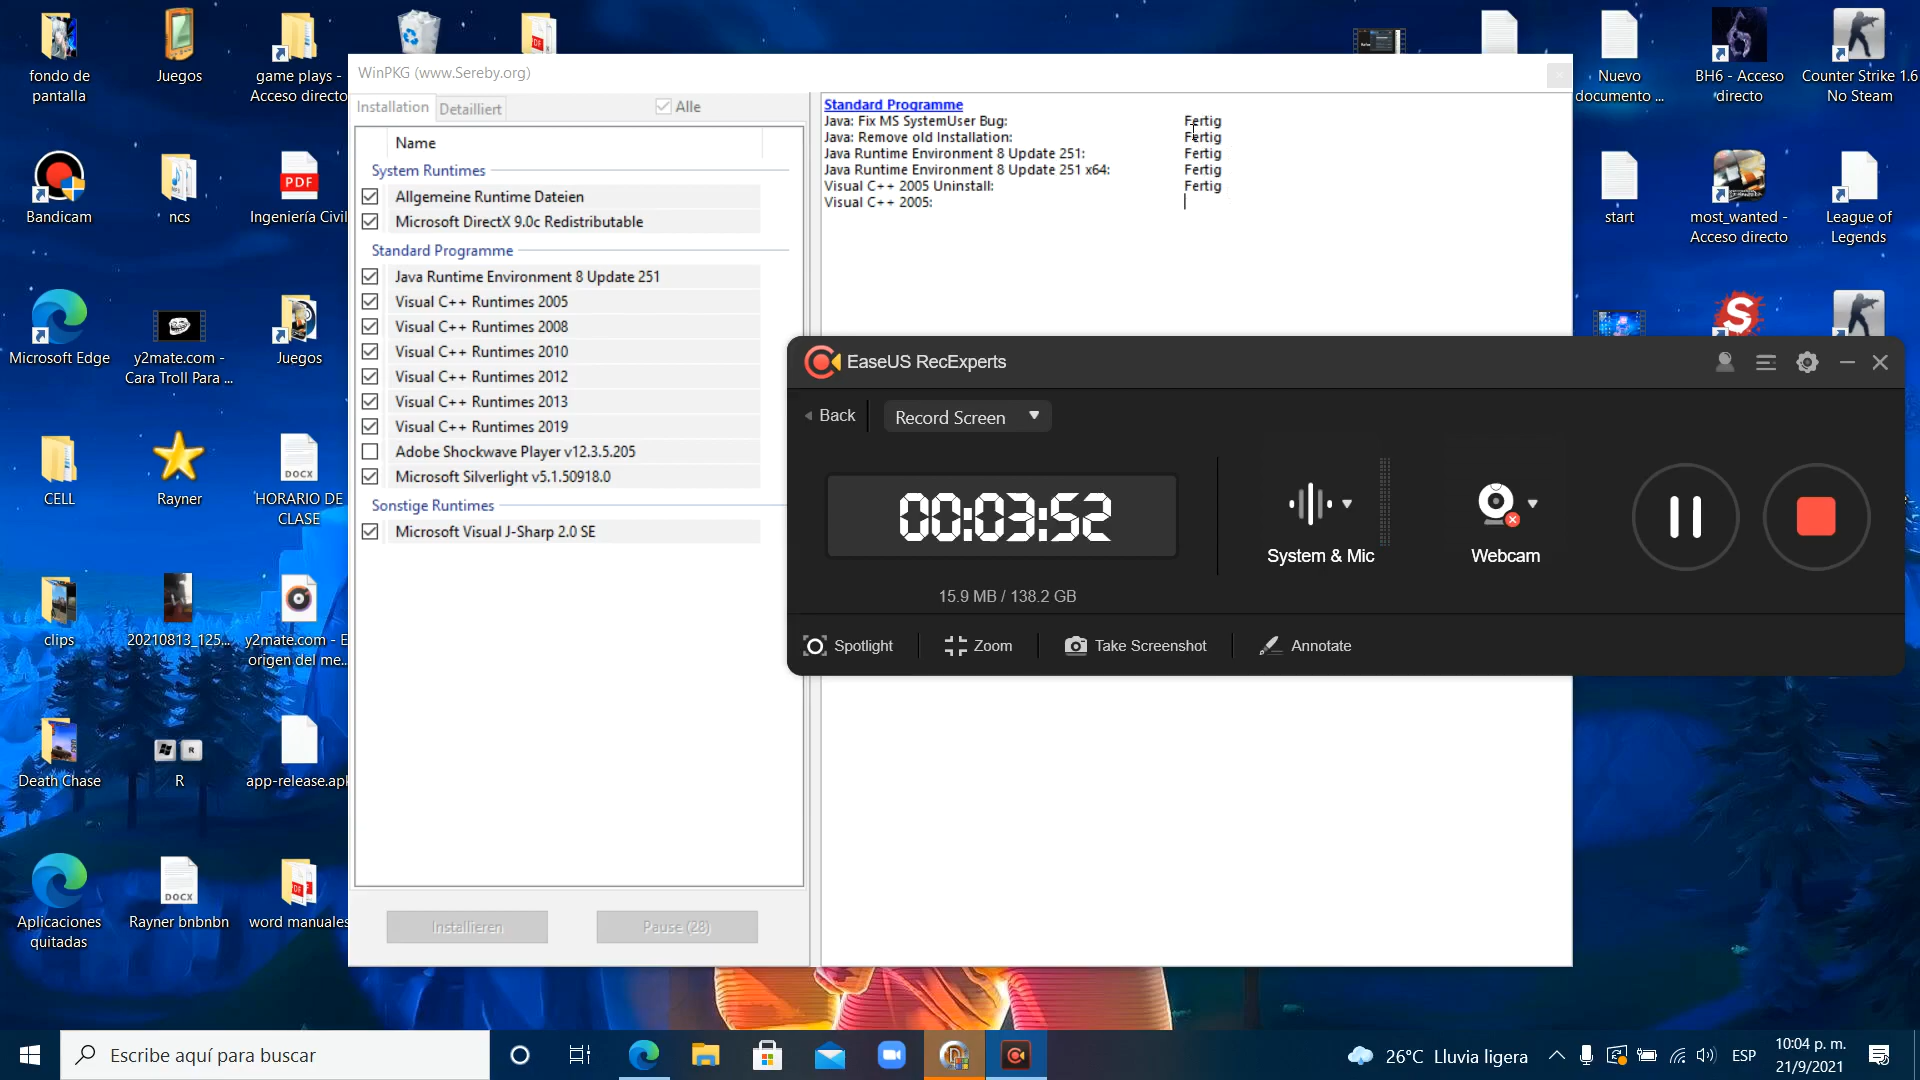 fondo de
pantalla
Juegos
game plays -
Acceso directo
Bandicam
ncs
Ingeniería Civil
Microsoft Edge
y2mate.com -
Cara Troll Para ...
Juegos
CELL
Rayner
HORARIO DE
CLASE
clips
20210813_125...
y2mate.com - E
origen del me...
Death Chase
R
app-release.apk
Aplicaciones
quitadas
Rayner bnbnbn
word manuales
WinPKG (www.Sereby.org)
Installation
Detailliert
Alle
Name
System Runtimes
Allgemeine Runtime Dateien
Microsoft DirectX 9.0c Redistributable
Standard Programme
Java Runtime Environment 8 Update 251
Visual C++ Runtimes 2005
Visual C++ Runtimes 2008
Visual C++ Runtimes 2010
Visual C++ Runtimes 2012
Visual C++ Runtimes 2013
Visual C++ Runtimes 2019
Adobe Shockwave Player v12.3.5.205
Microsoft Silverlight v5.1.50918.0
Sonstige Runtimes
Microsoft Visual J-Sharp 2.0 SE
Installieren
Pause (28)
Standard Programme
Java: Fix MS SystemUser Bug: Fertig
Java: Remove old Installation: Fertig
Java Runtime Environment 8 Update 251: Fertig
Java Runtime Environment 8 Update 251 x64: Fertig
Visual C++ 2005 Uninstall: Fertig
Visual C++ 2005:
EaseUS RecExperts
Back
Record Screen
00:03:52
15.9 MB / 138.2 GB
System & Mic
Webcam
Spotlight
Zoom
Take Screenshot
Annotate
Nuevo
documento ...
BH6 - Acceso
directo
Counter Strike 1.6
No Steam
start
most_wanted -
Acceso directo
League of
Legends
PDF
DOCX
DOCX
Escribe aquí para buscar
26°C Lluvia ligera
ESP
10:04 p. m.
21/9/2021